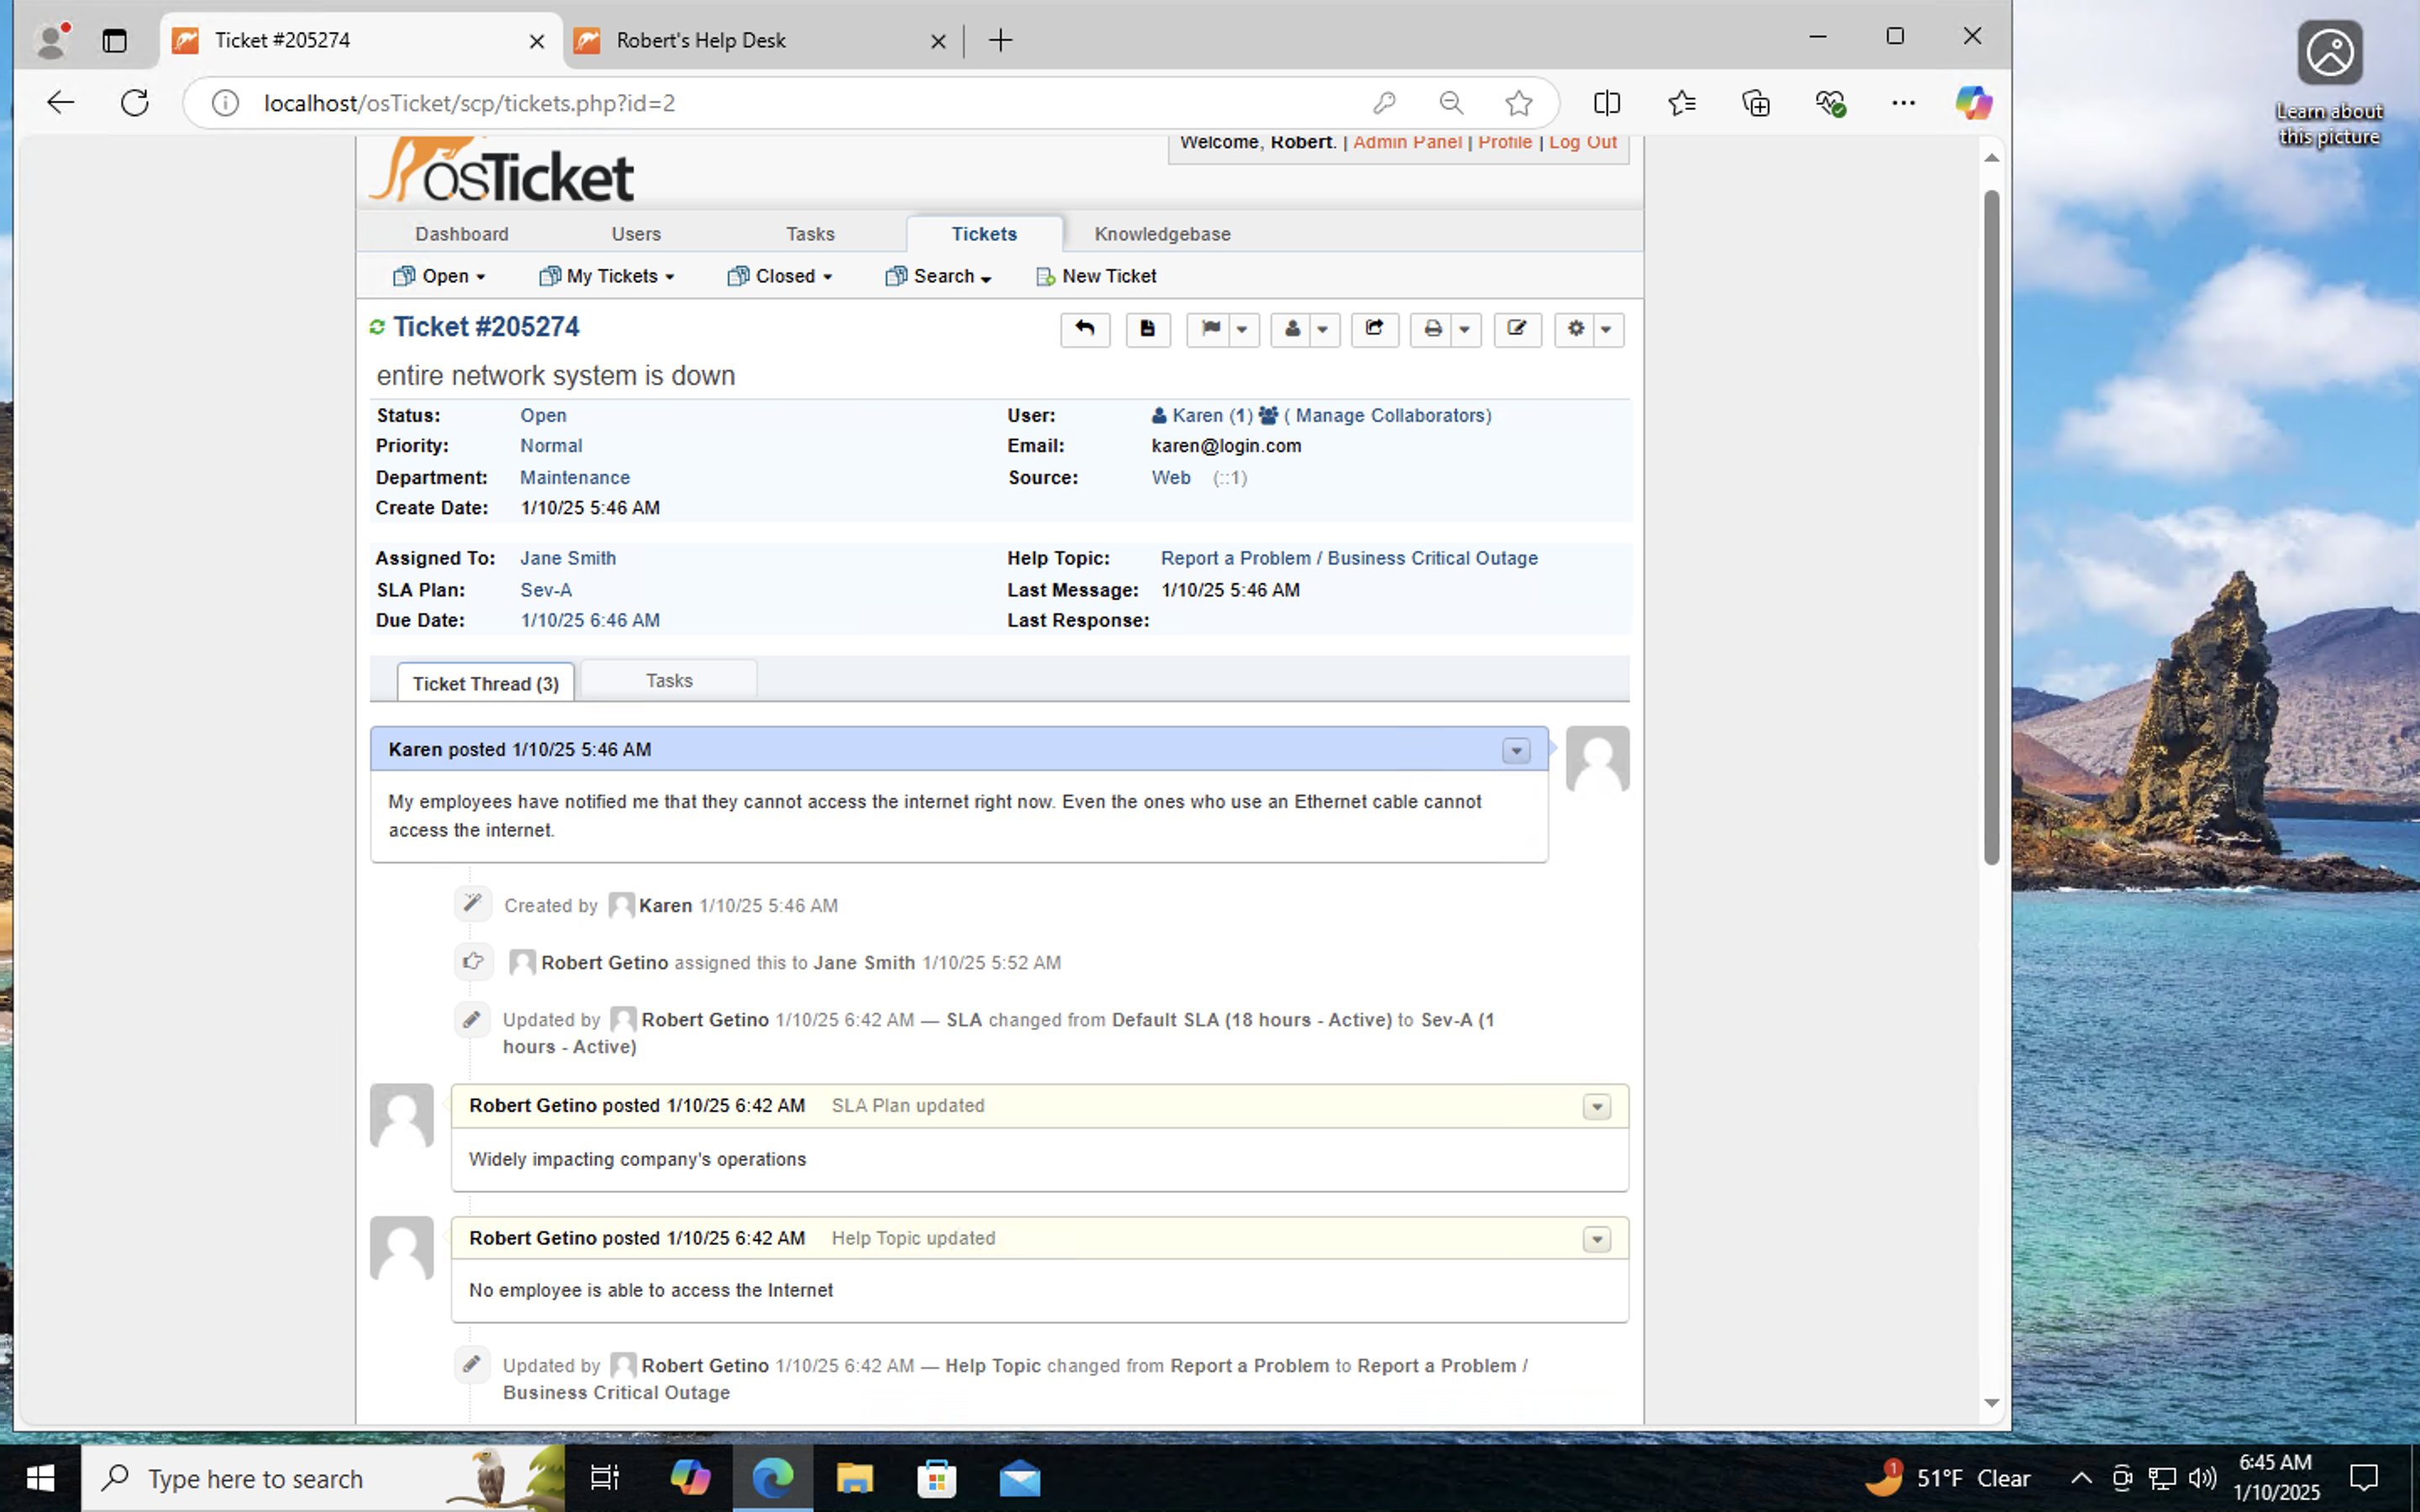 Ticket #205274
Robert's Help Desk
localhost/osTicket/scp/tickets.php?id=2
Learn about
this picture
osTicket
Welcome, Robert. | Admin Panel | Profile | Log Out
Dashboard Users Tasks Tickets Knowledgebase
Open My Tickets Closed Search New Ticket
Ticket #205274
entire network system is down
Status: Open
User: Karen (1) ( Manage Collaborators)
Priority: Normal
Email: karen@login.com
Department: Maintenance
Source: Web (::1)
Create Date: 1/10/25 5:46 AM
Assigned To: Jane Smith
Help Topic: Report a Problem / Business Critical Outage
SLA Plan: Sev-A
Last Message: 1/10/25 5:46 AM
Due Date: 1/10/25 6:46 AM
Last Response:
Ticket Thread (3) Tasks
Karen posted 1/10/25 5:46 AM
My employees have notified me that they cannot access the internet right now. Even the ones who use an Ethernet cable cannot
access the internet.
Created by Karen 1/10/25 5:46 AM
Robert Getino assigned this to Jane Smith 1/10/25 5:52 AM
Updated by Robert Getino 1/10/25 6:42 AM — SLA changed from Default SLA (18 hours - Active) to Sev-A (1
hours - Active)
Robert Getino posted 1/10/25 6:42 AM SLA Plan updated
Widely impacting company's operations
Robert Getino posted 1/10/25 6:42 AM Help Topic updated
No employee is able to access the Internet
Updated by Robert Getino 1/10/25 6:42 AM — Help Topic changed from Report a Problem to Report a Problem /
Business Critical Outage
Type here to search
1
51°F Clear
6:45 AM
1/10/2025